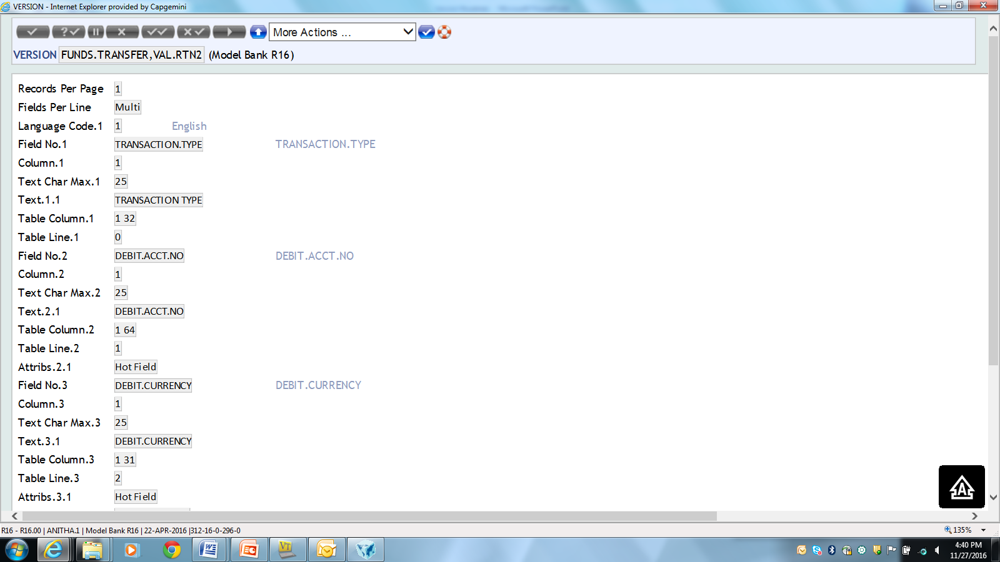 VERSION - Internet Explorer provided by Capgemini
More Actions ...
VERSION FUNDS.TRANSFER,VAL.RTN2 (Model Bank R16)
Records Per Page 1
Fields Per Line Multi
Language Code.1 1 English
Field No.1 TRANSACTION.TYPE TRANSACTION.TYPE
Column.1 1
Text Char Max.1 25
Text.1.1 TRANSACTION TYPE
Table Column.1 1 32
Table Line.1 0
Field No.2 DEBIT.ACCT.NO DEBIT.ACCT.NO
Column.2 1
Text Char Max.2 25
Text.2.1 DEBIT.ACCT.NO
Table Column.2 1 64
Table Line.2 1
Attribs.2.1 Hot Field
Field No.3 DEBIT.CURRENCY DEBIT.CURRENCY
Column.3 1
Text Char Max.3 25
Text.3.1 DEBIT.CURRENCY
Table Column.3 1 31
Table Line.3 2
Attribs.3.1 Hot Field
A
R16 - R16.00 | ANITHA.1 | Model Bank R16 | 22-APR-2016 |312-16-0-296-0
135%
4:40 PM
11/27/2016